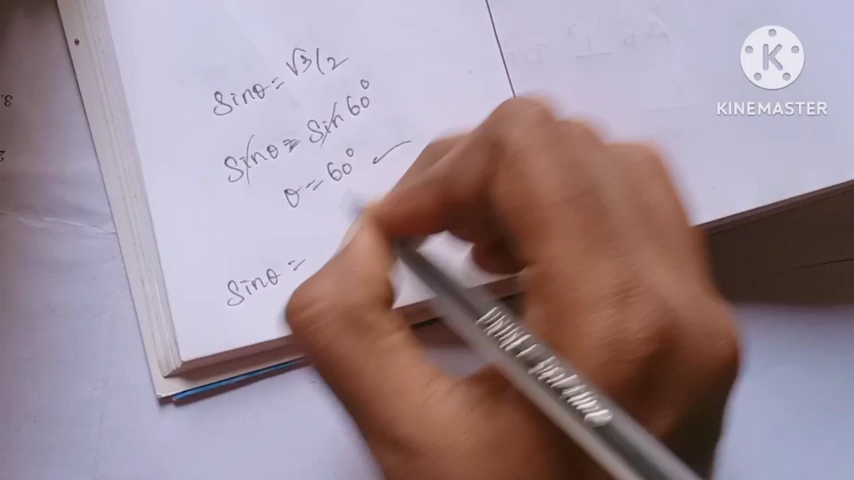 sinθ = √3/2
sinθ = sin 60°
θ = 60° ✓
sinθ =
K
KINEMASTER